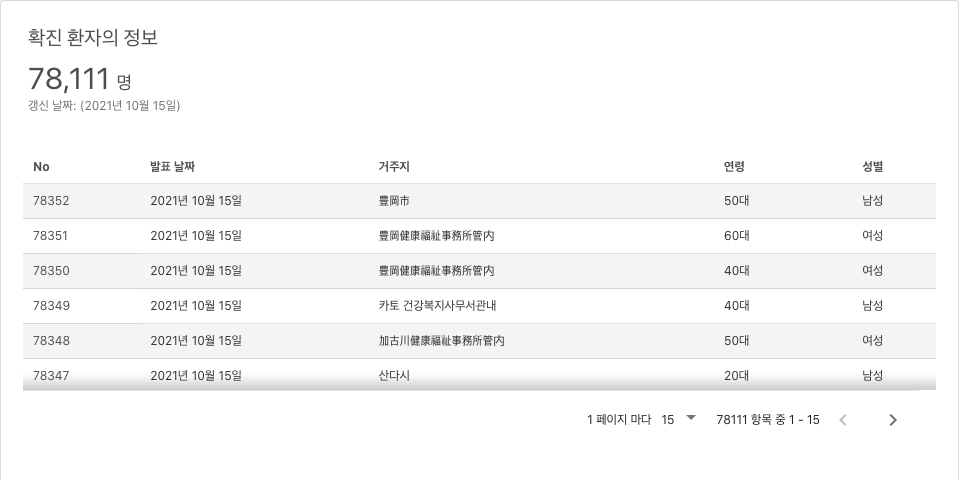 확진 환자의 정보
78,111 명
갱신 날짜: (2021년 10월 15일)
No 발표 날짜 거주지 연령 성별
78352 2021년 10월 15일 豊岡市 50대 남성
78351 2021년 10월 15일 豊岡健康福祉事務所管内 60대 여성
78350 2021년 10월 15일 豊岡健康福祉事務所管内 40대 여성
78349 2021년 10월 15일 카토 건강복지사무서관내 40대 남성
78348 2021년 10월 15일 加古川健康福祉事務所管内 50대 여성
78347 2021년 10월 15일 산다시 20대 남성
1 페이지 마다 15 78111 항목 중 1 - 15